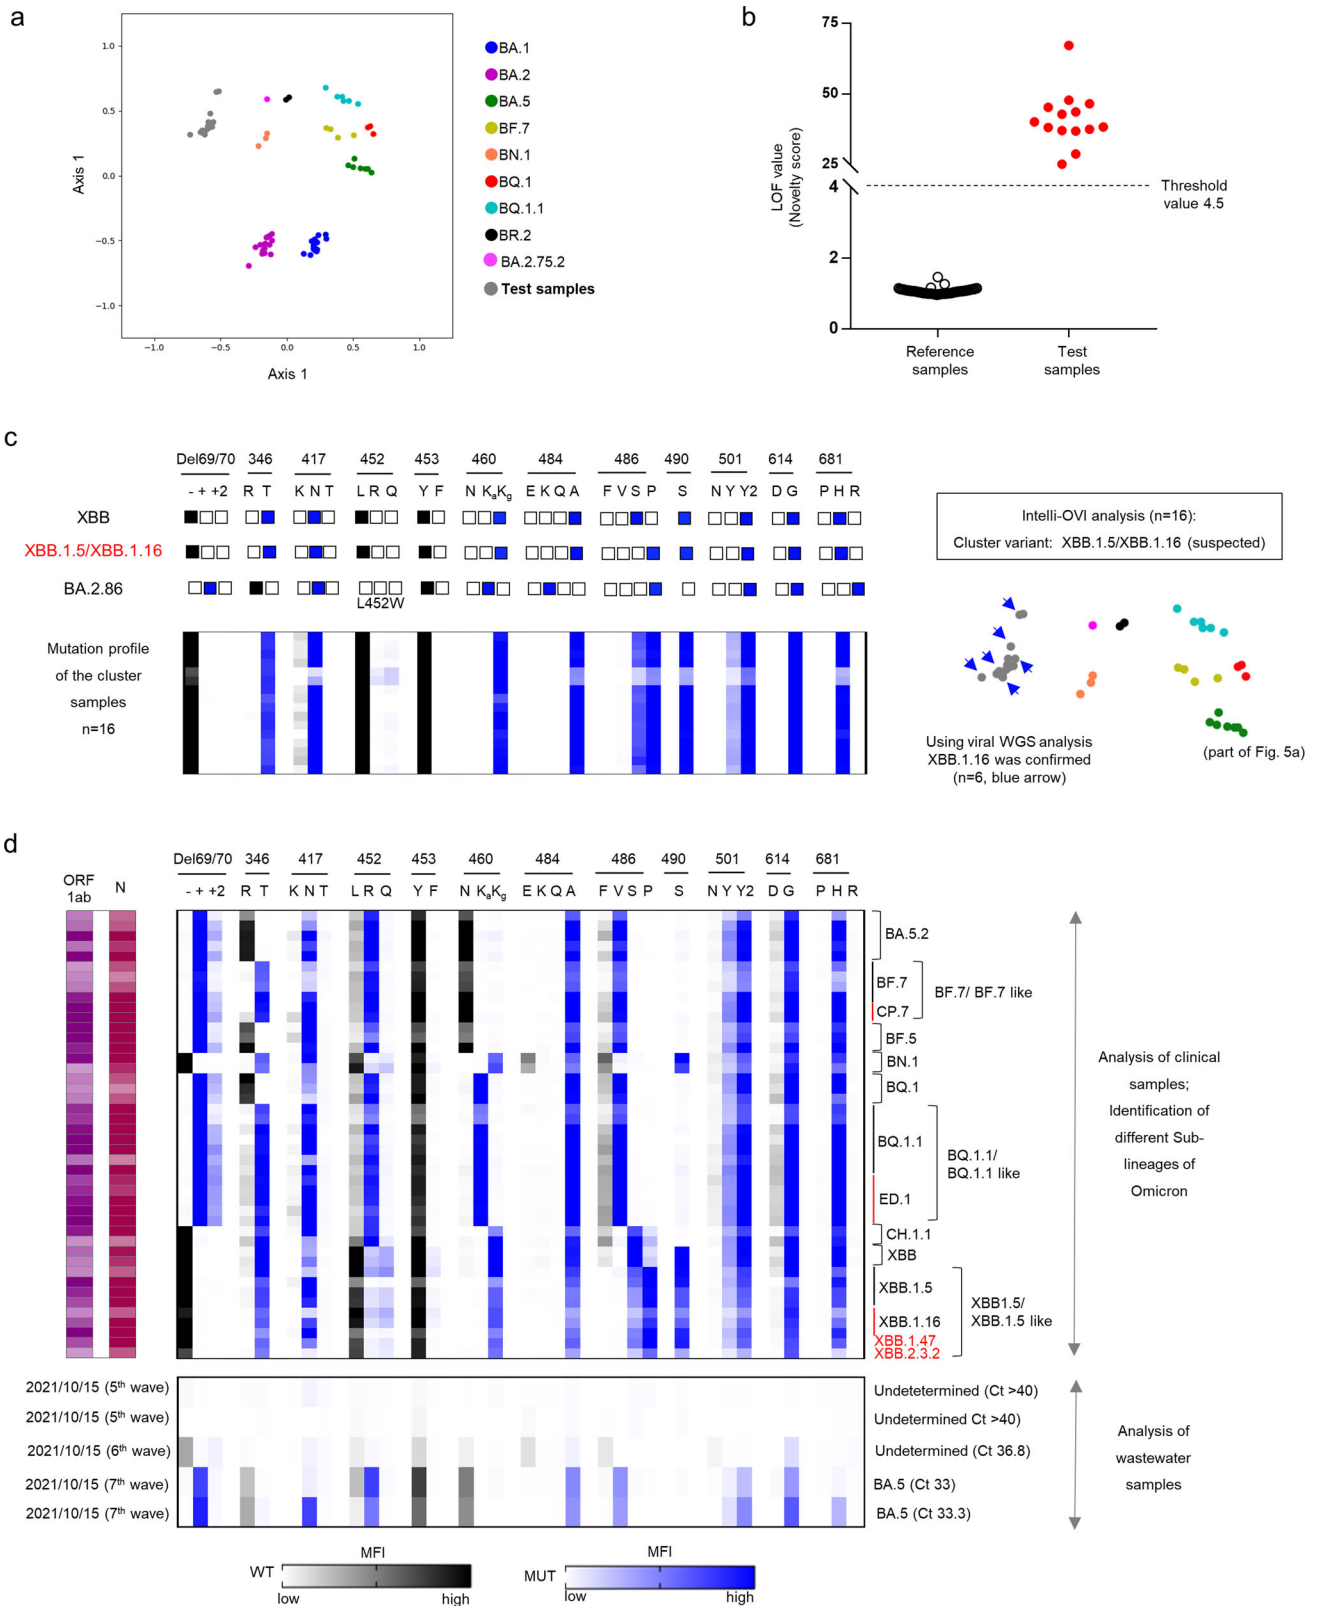 a
1.0
0.5
0.0
−0.5
−1.0
−1.0
−0.5
0.0
0.5
1.0
Axis 1
Axis 1
BA.1
BA.2
BA.5
BF.7
BN.1
BQ.1
BQ.1.1
BR.2
BA.2.75.2
Test samples
b
75
50
25
4
2
0
LOF value
(Novelty score)
Threshold
value 4.5
Reference
samples
Test
samples
c
Del69/70 346 417 452 453 460 484 486 490 501 614 681
- + +2 R T K N T L R Q Y F N KaKg E K Q A F V S P S N Y Y2 D G P H R
XBB
XBB.1.5/XBB.1.16
BA.2.86
L452W
Mutation profile
of the cluster
samples
n=16
Intelli-OVI analysis (n=16):
Cluster variant: XBB.1.5/XBB.1.16 (suspected)
Using viral WGS analysis
XBB.1.16 was confirmed
(n=6, blue arrow)
(part of Fig. 5a)
d
ORF
1ab
N
Del69/70 346 417 452 453 460 484 486 490 501 614 681
- + +2 R T K N T L R Q Y F N KaKg E K Q A F V S P S N Y Y2 D G P H R
BA.5.2
BF.7
CP.7
BF.7/ BF.7 like
BF.5
BN.1
BQ.1
BQ.1.1
ED.1
BQ.1.1/
BQ.1.1 like
CH.1.1
XBB
XBB.1.5
XBB.1.16
XBB.1.47
XBB.2.3.2
XBB1.5/
XBB.1.5 like
Analysis of clinical
samples;
Identification of
different Sub-
lineages of
Omicron
2021/10/15 (5th wave)
Undetetermined (Ct >40)
2021/10/15 (5th wave)
Undetermined Ct >40)
2021/10/15 (6th wave)
Undetermined (Ct 36.8)
2021/10/15 (7th wave)
BA.5 (Ct 33)
2021/10/15 (7th wave)
BA.5 (Ct 33.3)
Analysis of
wastewater
samples
MFI
WT
low
high
MFI
MUT
low
high